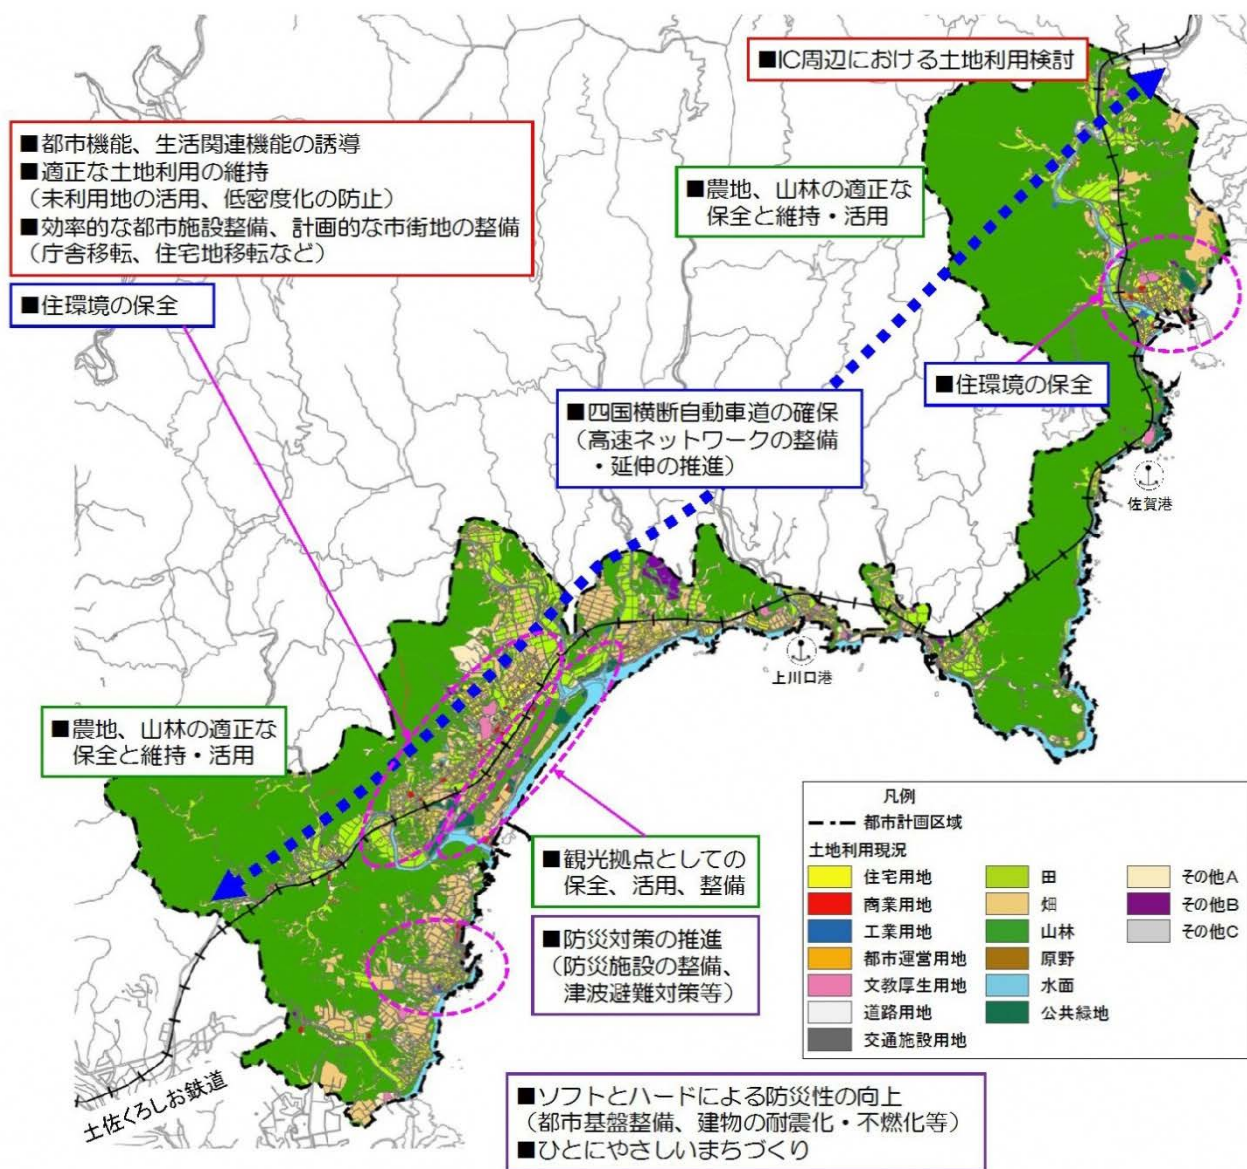 ■IC周辺における土地利用検討
■都市機能、生活関連機能の誘導
■適正な土地利用の維持
（未利用地の活用、低密度化の防止）
■効率的な都市施設整備、計画的な市街地の整備
（庁舎移転、住宅地移転など）
■住環境の保全
■農地、山林の適正な
保全と維持・活用
■住環境の保全
■四国横断自動車道の確保
（高速ネットワークの整備
・延伸の推進）
佐賀港
上川口港
■農地、山林の適正な
保全と維持・活用
■観光拠点としての
保全、活用、整備
■防災対策の推進
（防災施設の整備、
津波避難対策等）
凡例
都市計画区域
土地利用現況
住宅用地
商業用地
工業用地
都市運営用地
文教厚生用地
道路用地
交通施設用地
田
畑
山林
原野
水面
公共緑地
その他A
その他B
その他C
土佐くろしお鉄道
■ソフトとハードによる防災性の向上
（都市基盤整備、建物の耐震化・不燃化等）
■ひとにやさしいまちづくり